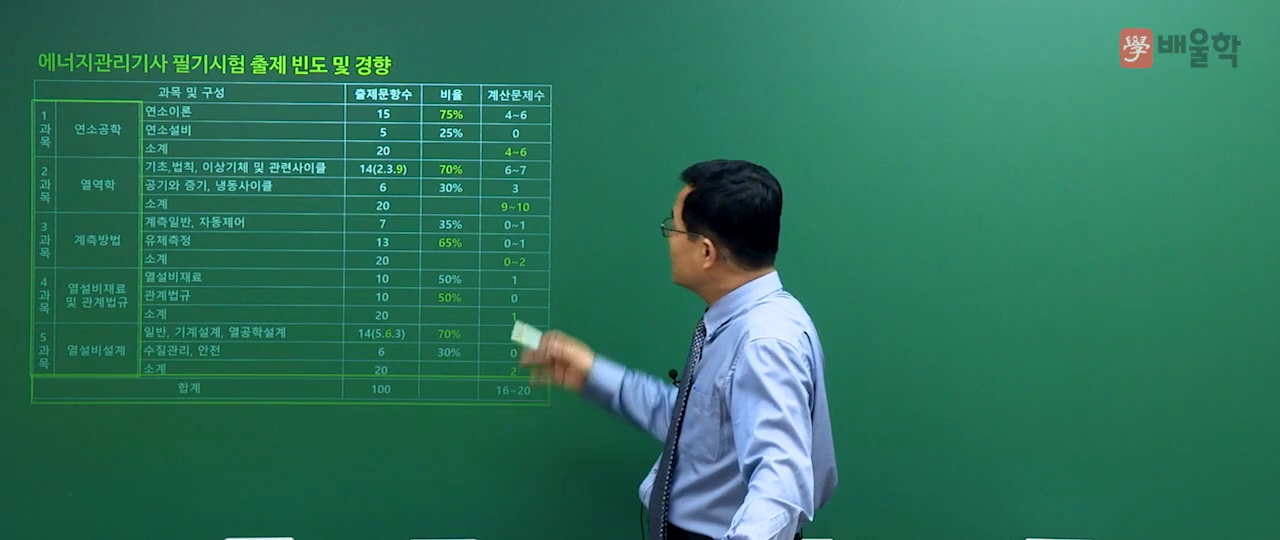 學 배울학
에너지관리기사 필기시험 출제 빈도 및 경향
과목 및 구성 출제문항수 비율 계산문제수
1과목 연소공학 연소이론 15 75% 4~6
연소설비 5 25% 0
소계 20 4~6
2과목 열역학 기초,법칙, 이상기체 및 관련사이클 14(2.3.9) 70% 6~7
공기와 증기, 냉동사이클 6 30% 3
소계 20 9~10
3과목 계측방법 계측일반, 자동제어 7 35% 0~1
유체측정 13 65% 0~1
소계 20 0~2
4과목 열설비재료 및 관계법규 열설비재료 10 50% 1
관계법규 10 50% 0
소계 20 1
5과목 열설비설계 일반, 기계설계, 열공학설계 14(5.6.3) 70%
수질관리, 안전 6 30% 0
소계 20 2
합계 100 16~20